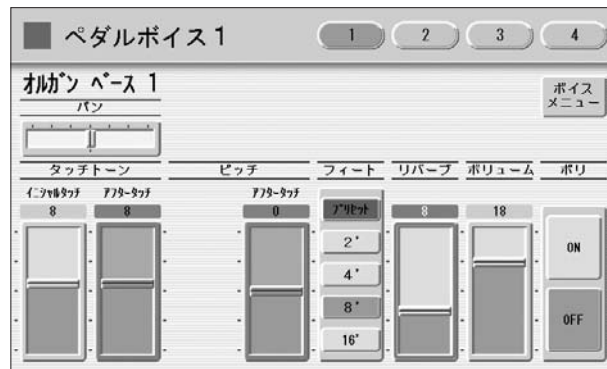 ペダルボイス1
1 2 3 4
オルガン ベース 1
ボイス
メニュー
パン
タッチトーン ピッチ フィート リバーブ ボリューム ポリ
イニシャルタッチ アフタータッチ アフタータッチ
8 8 0 プリセット 8 18
2'
ON
4'
8'
OFF
16'